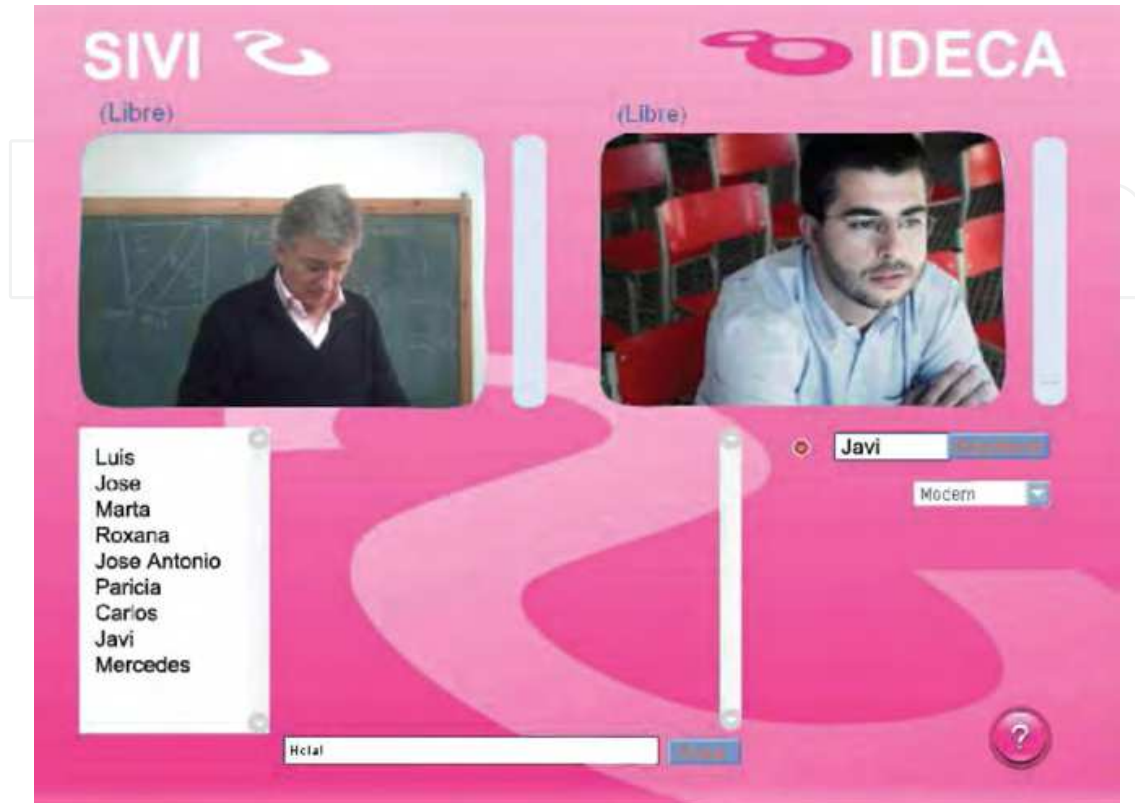 SIVI
IDECA
(Libre)
(Libre)
Luis
Jose
Marta
Roxana
Jose Antonio
Paricia
Carlos
Javi
Mercedes
Javi
Modem
Hola!
?